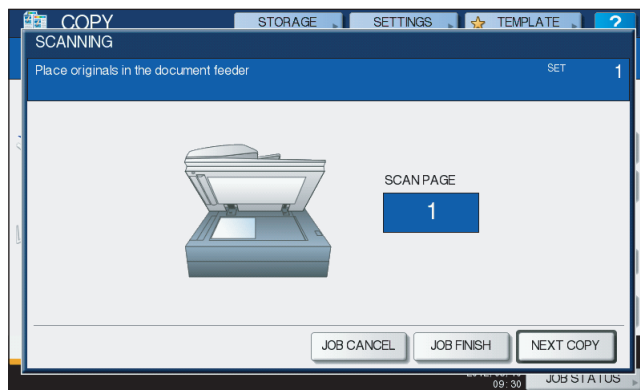 COPY
STORAGE
SETTINGS
TEMPLATE
?
SCANNING
Place originals in the document feeder
SET
1
SCAN PAGE
1
JOB CANCEL
JOB FINISH
NEXT COPY
09:30
JOB STATUS